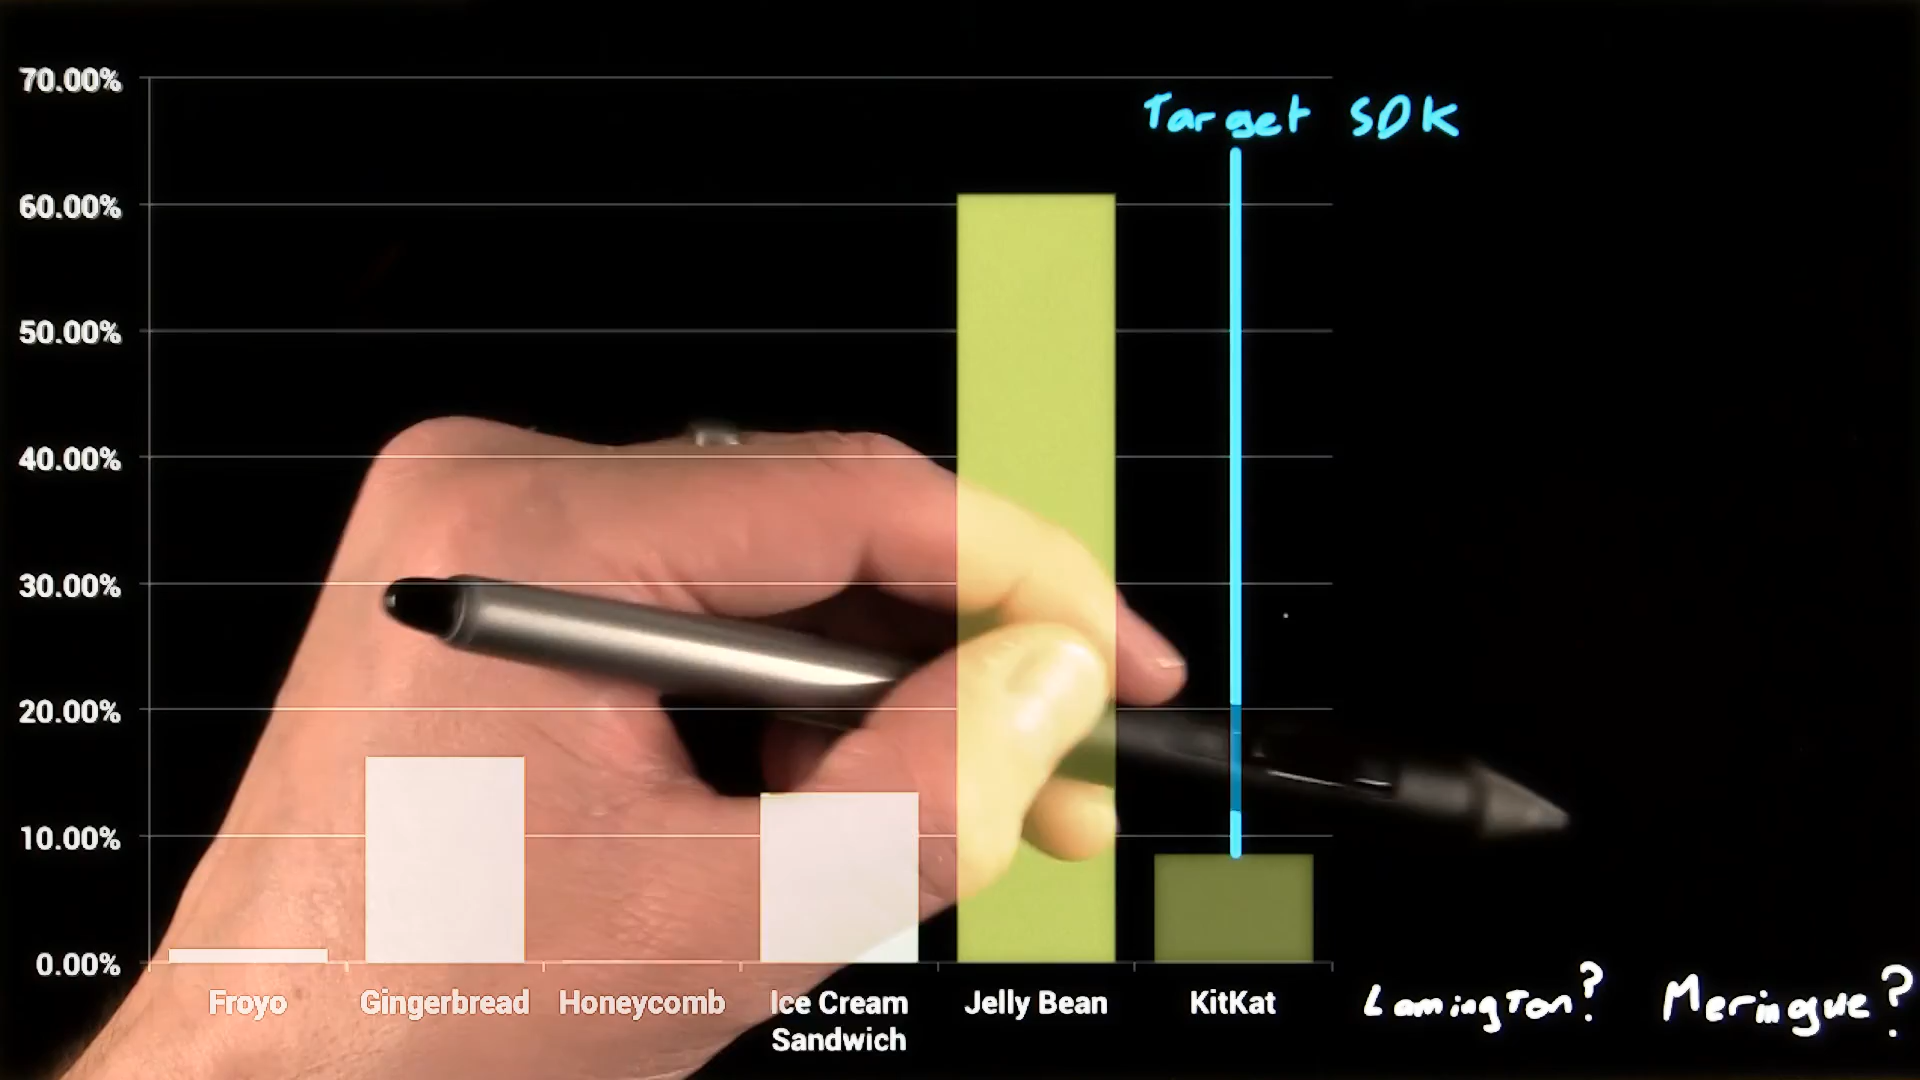 70.00%
Target SDK
60.00%
50.00%
40.00%
30.00%
20.00%
10.00%
0.00%
Froyo
Gingerbread
Honeycomb
Ice Cream
Sandwich
Jelly Bean
KitKat
Lamington?
Meringue?